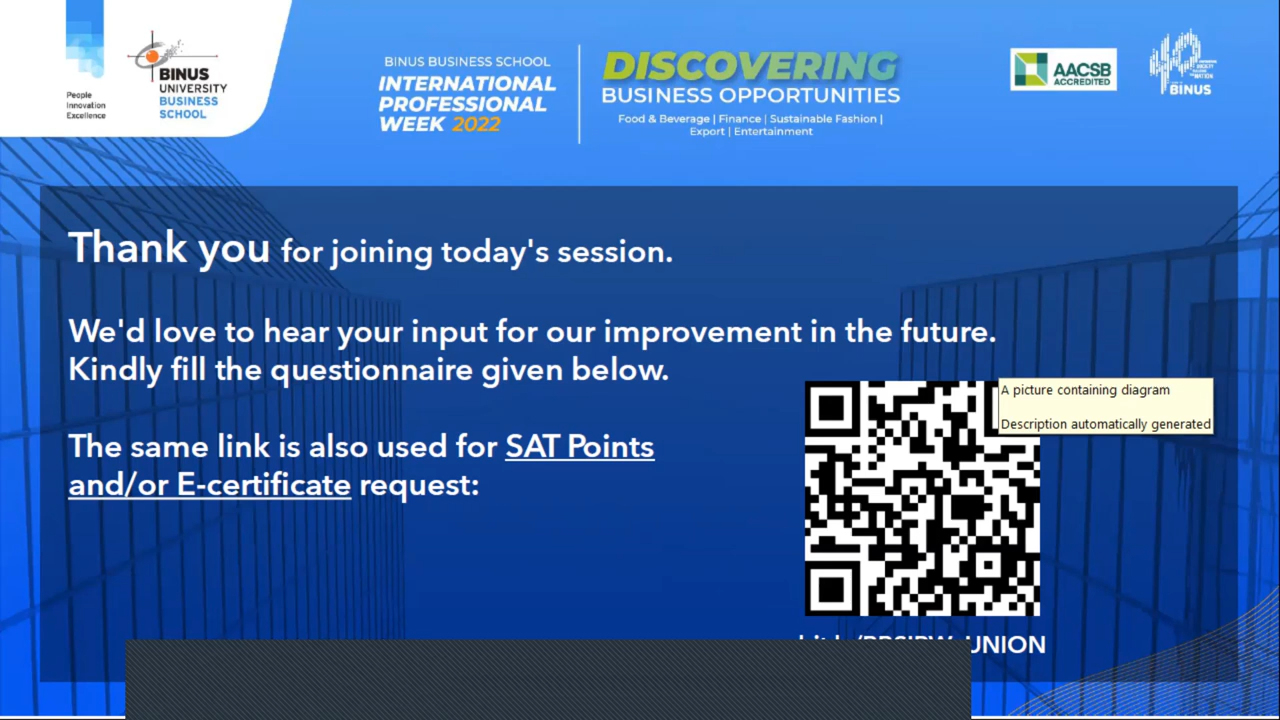 People
Innovation
Excellence
BINUS
UNIVERSITY
BUSINESS
SCHOOL
BINUS BUSINESS SCHOOL
INTERNATIONAL
PROFESSIONAL
WEEK 2022
DISCOVERING
BUSINESS OPPORTUNITIES
Food & Beverage | Finance | Sustainable Fashion |
Export | Entertainment
AACSB
ACCREDITED
BINUS
Thank you for joining today's session.
We'd love to hear your input for our improvement in the future.
Kindly fill the questionnaire given below.
A picture containing diagram
Description automatically generated
The same link is also used for SAT Points
and/or E-certificate request:
UNION